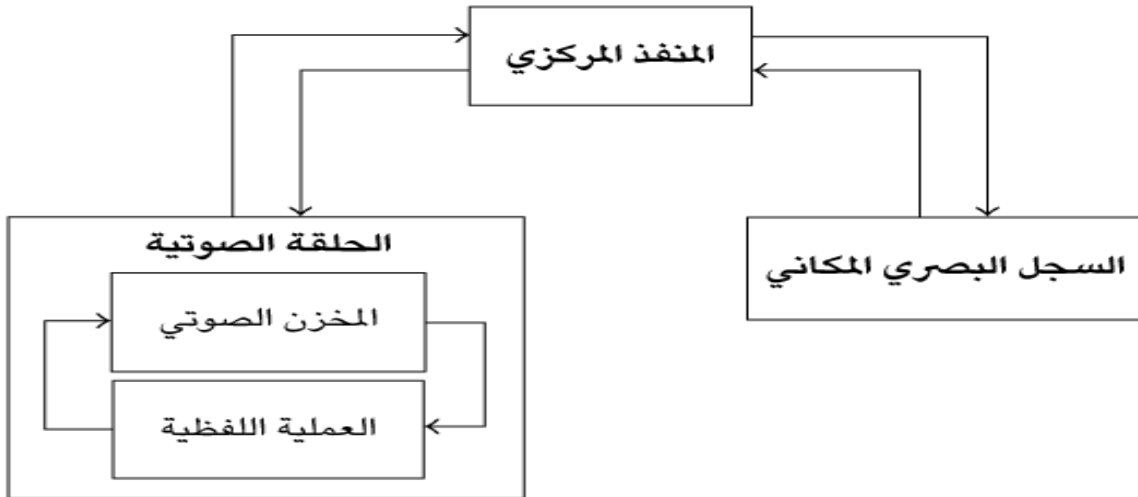 المنفذ المركزي
الحلقة الصوتية
السجل البصري المكاني
المخزن الصوتي
العملية اللفظية